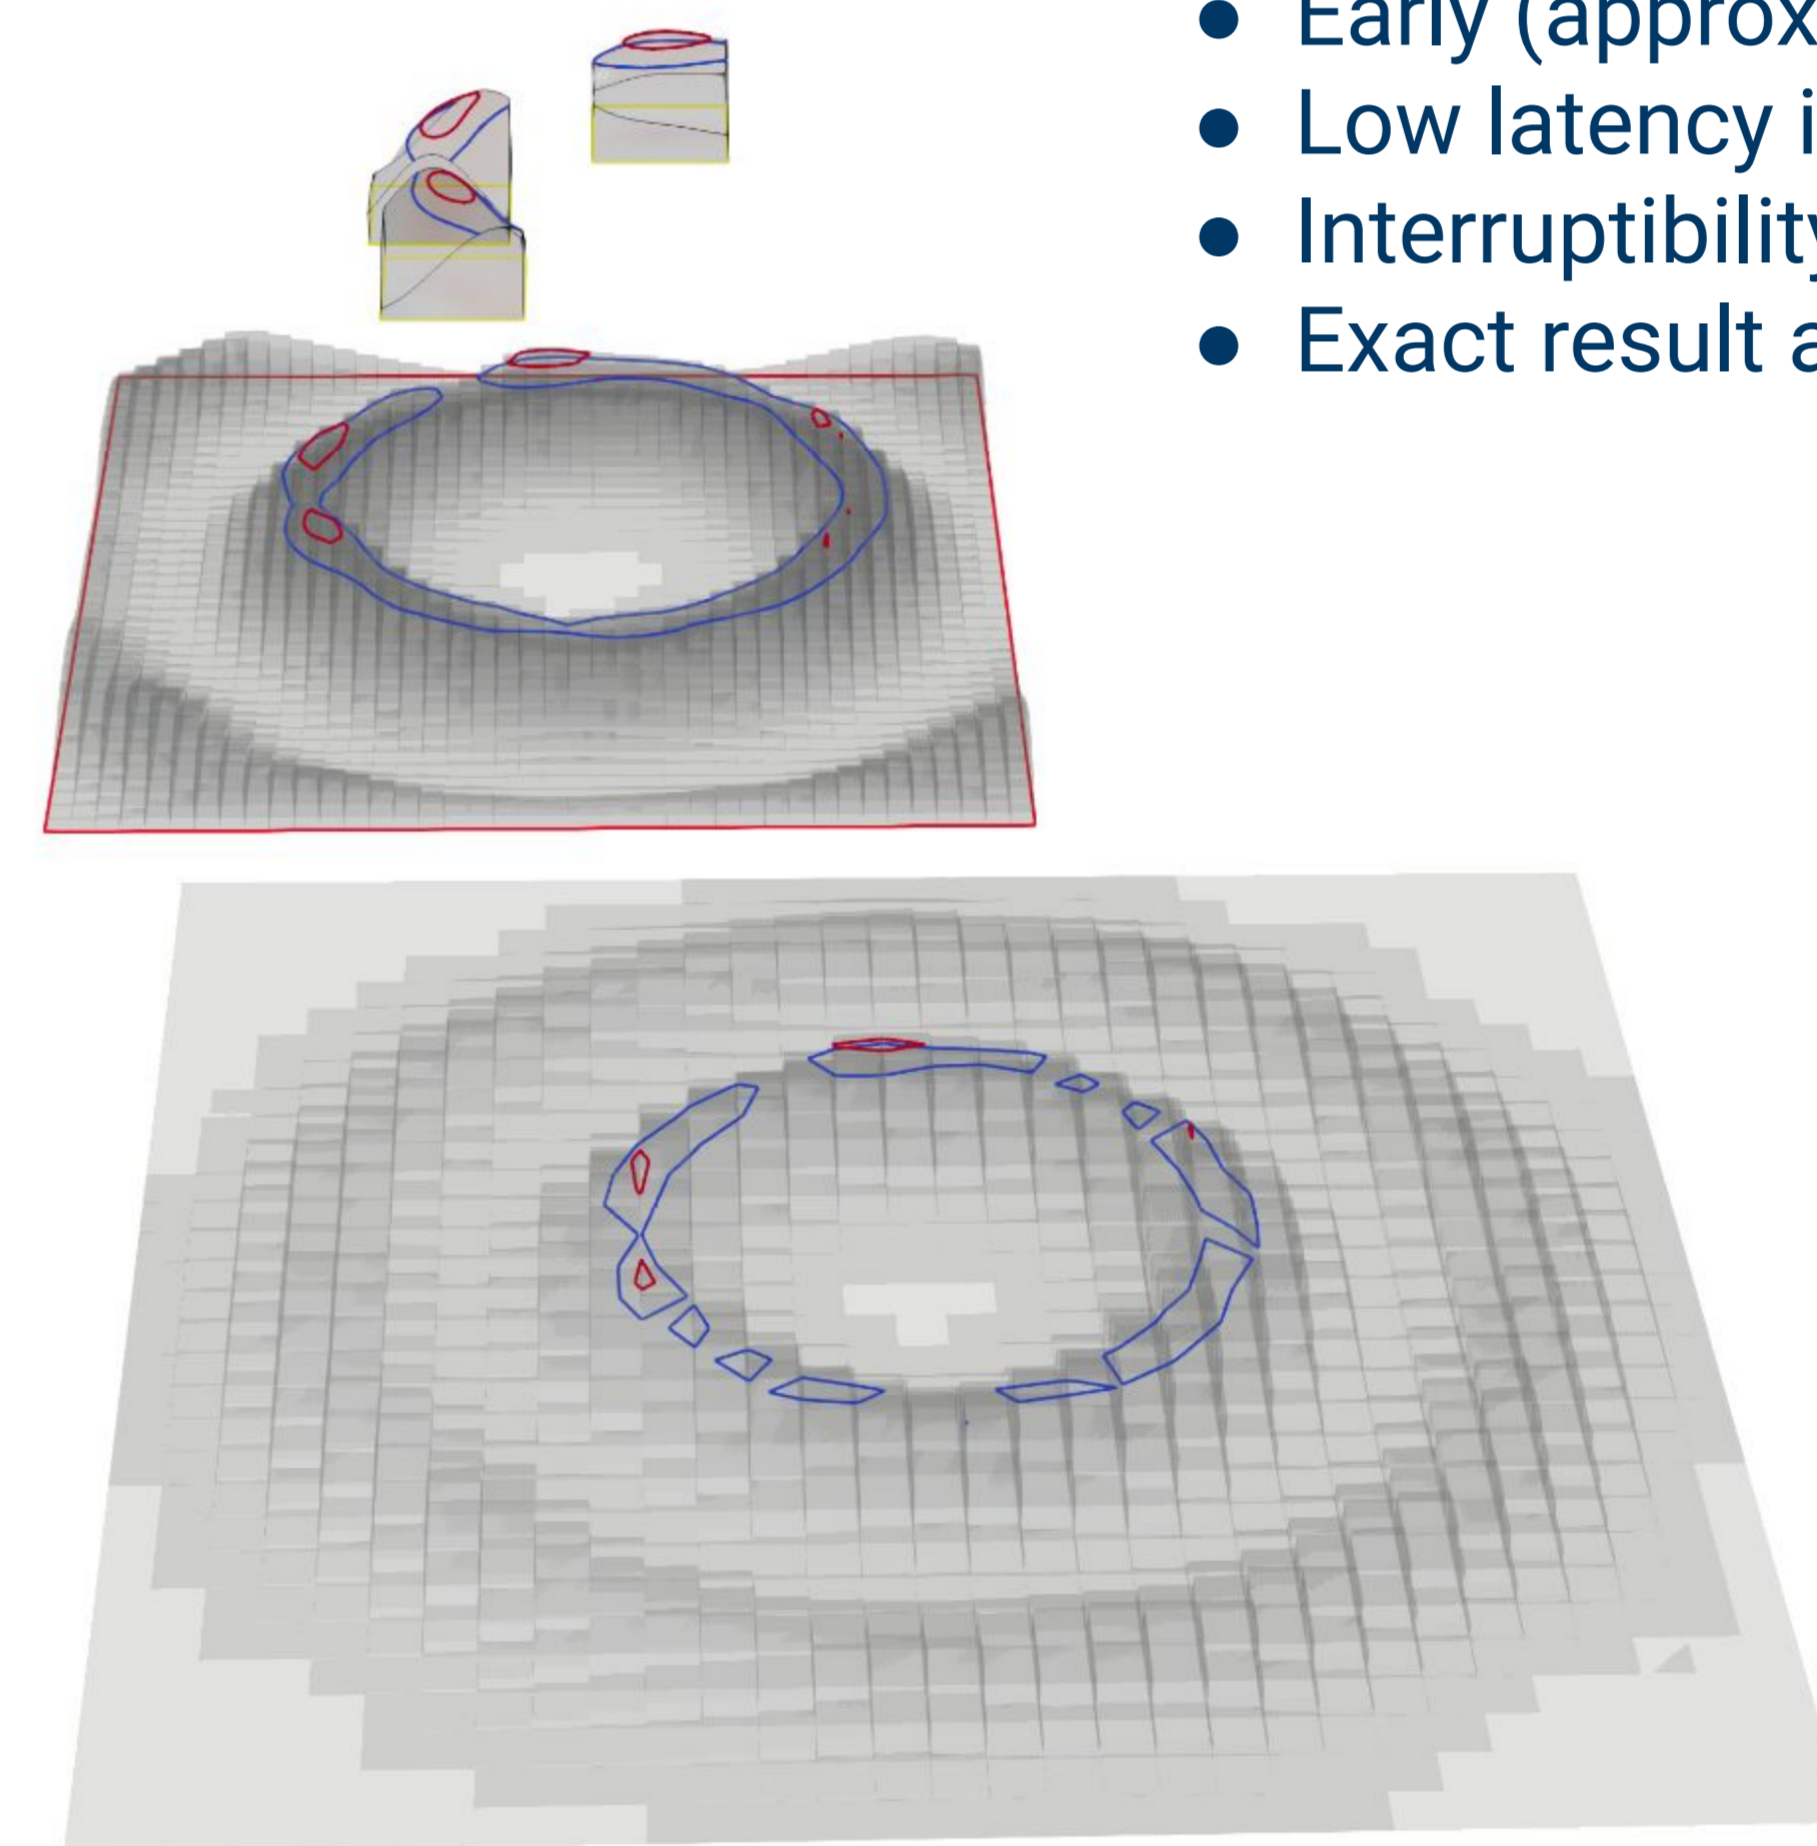 ● Early (approx
● Low latency i
● Interruptibility
● Exact result a